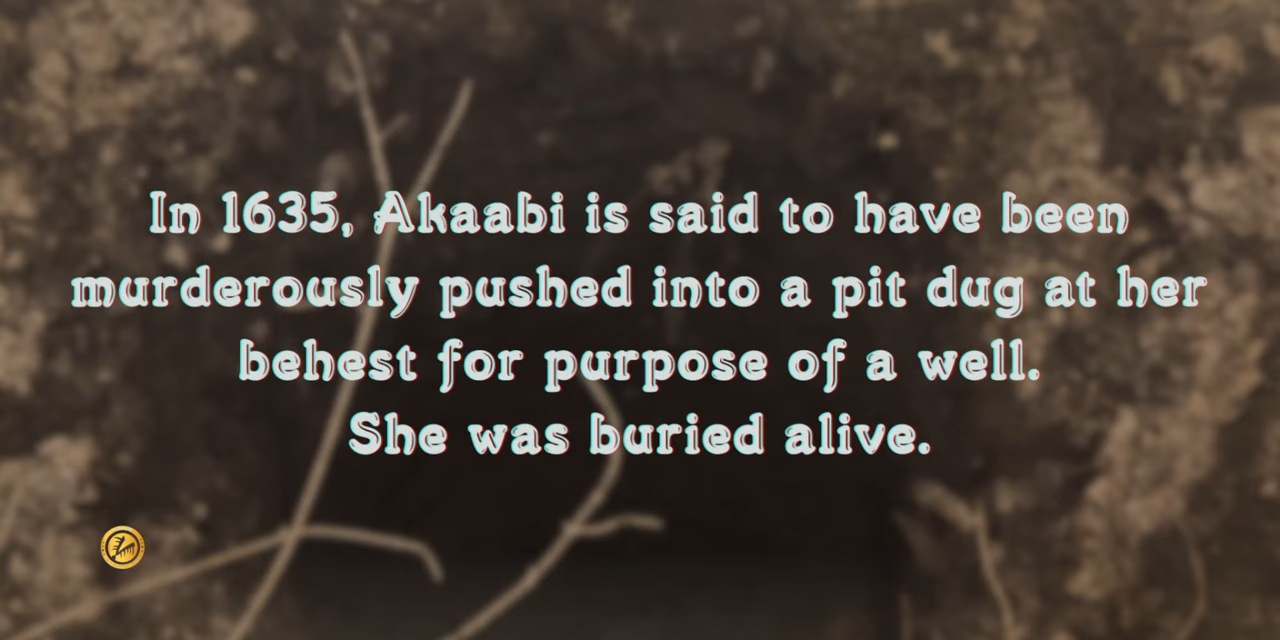 In 1635, Akaabi is said to have been
murderously pushed into a pit dug at her
behest for purpose of a well.
She was buried alive.